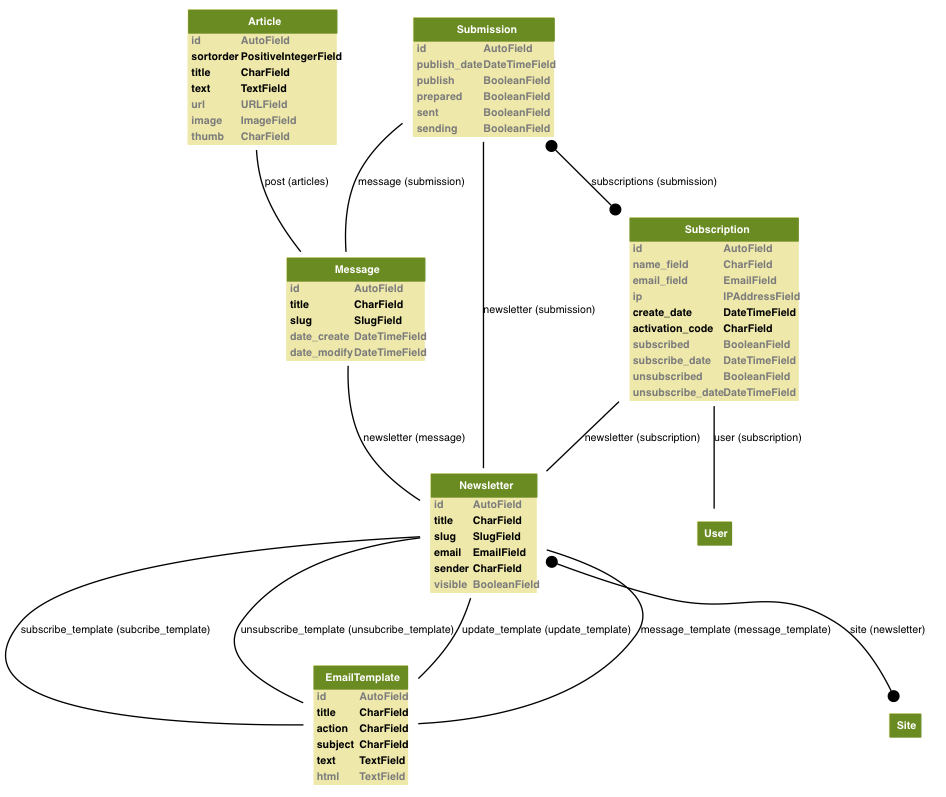 Article
id AutoField
sortorder PositiveIntegerField
title CharField
text TextField
url URLField
image ImageField
thumb CharField
Submission
id AutoField
publish_date DateTimeField
publish BooleanField
prepared BooleanField
sent BooleanField
sending BooleanField
post (articles)
message (submission)
subscriptions (submission)
Subscription
id AutoField
name_field CharField
email_field EmailField
ip IPAddressField
create_date DateTimeField
activation_code CharField
subscribed BooleanField
subscribe_date DateTimeField
unsubscribed BooleanField
unsubscribe_date DateTimeField
Message
id AutoField
title CharField
slug SlugField
date_create DateTimeField
date_modify DateTimeField
newsletter (submission)
newsletter (message)
newsletter (subscription)
user (subscription)
Newsletter
id AutoField
title CharField
slug SlugField
email EmailField
sender CharField
visible BooleanField
User
subscribe_template (subcribe_template)
unsubscribe_template (unsubcribe_template)
update_template (update_template)
message_template (message_template)
site (newsletter)
EmailTemplate
id AutoField
title CharField
action CharField
subject CharField
text TextField
html TextField
Site